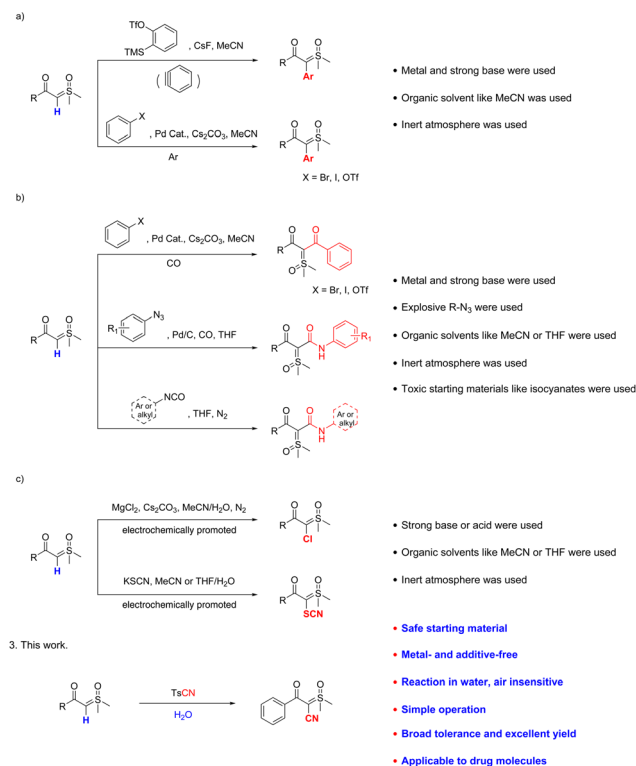 a)
TfO
TMS
, CsF, MeCN
O
R
H
O
S
O
R
Ar
O
S
X
, Pd Cat., Cs₂CO₃, MeCN
Ar
O
R
Ar
O
S
X = Br, I, OTf
• Metal and strong base were used
• Organic solvent like MeCN was used
• Inert atmosphere was used
b)
X
, Pd Cat., Cs₂CO₃, MeCN
CO
O
O
R
S
O
X = Br, I, OTf
O
R
H
O
S
N₃
R₁
, Pd/C, CO, THF
O
O
R
N
H
R₁
S
O
NCO
Ar or
alkyl
, THF, N₂
O
O
R
N
H
Ar or
alkyl
S
O
• Metal and strong base were used
• Explosive R-N₃ were used
• Organic solvents like MeCN or THF were used
• Inert atmosphere was used
• Toxic starting materials like isocyanates were used
c)
MgCl₂, Cs₂CO₃, MeCN/H₂O, N₂
electrochemically promoted
O
R
Cl
O
S
O
R
H
O
S
KSCN, MeCN or THF/H₂O
electrochemically promoted
O
R
SCN
O
S
• Strong base or acid were used
• Organic solvents like MeCN or THF were used
• Inert atmosphere was used
3. This work.
O
R
H
O
S
TsCN
H₂O
O
CN
O
S
• Safe starting material
• Metal- and additive-free
• Reaction in water, air insensitive
• Simple operation
• Broad tolerance and excellent yield
• Applicable to drug molecules